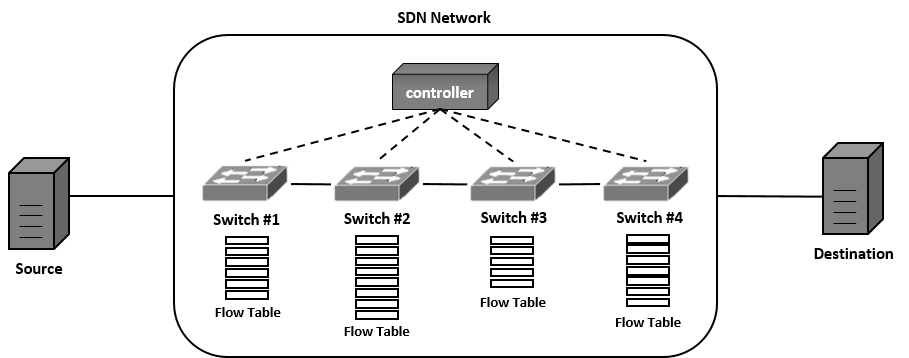 SDN Network
controller
Switch #1
Switch #2
Switch #3
Switch #4
Source
Destination
Flow Table
Flow Table
Flow Table
Flow Table